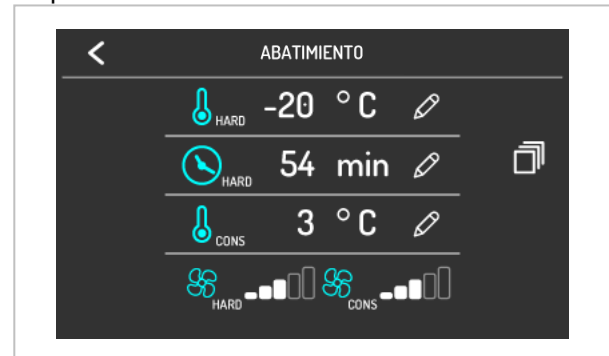 ABATIMIENTO
HARD -20 °C
HARD 54 min
CONS 3 °C
HARD CONS